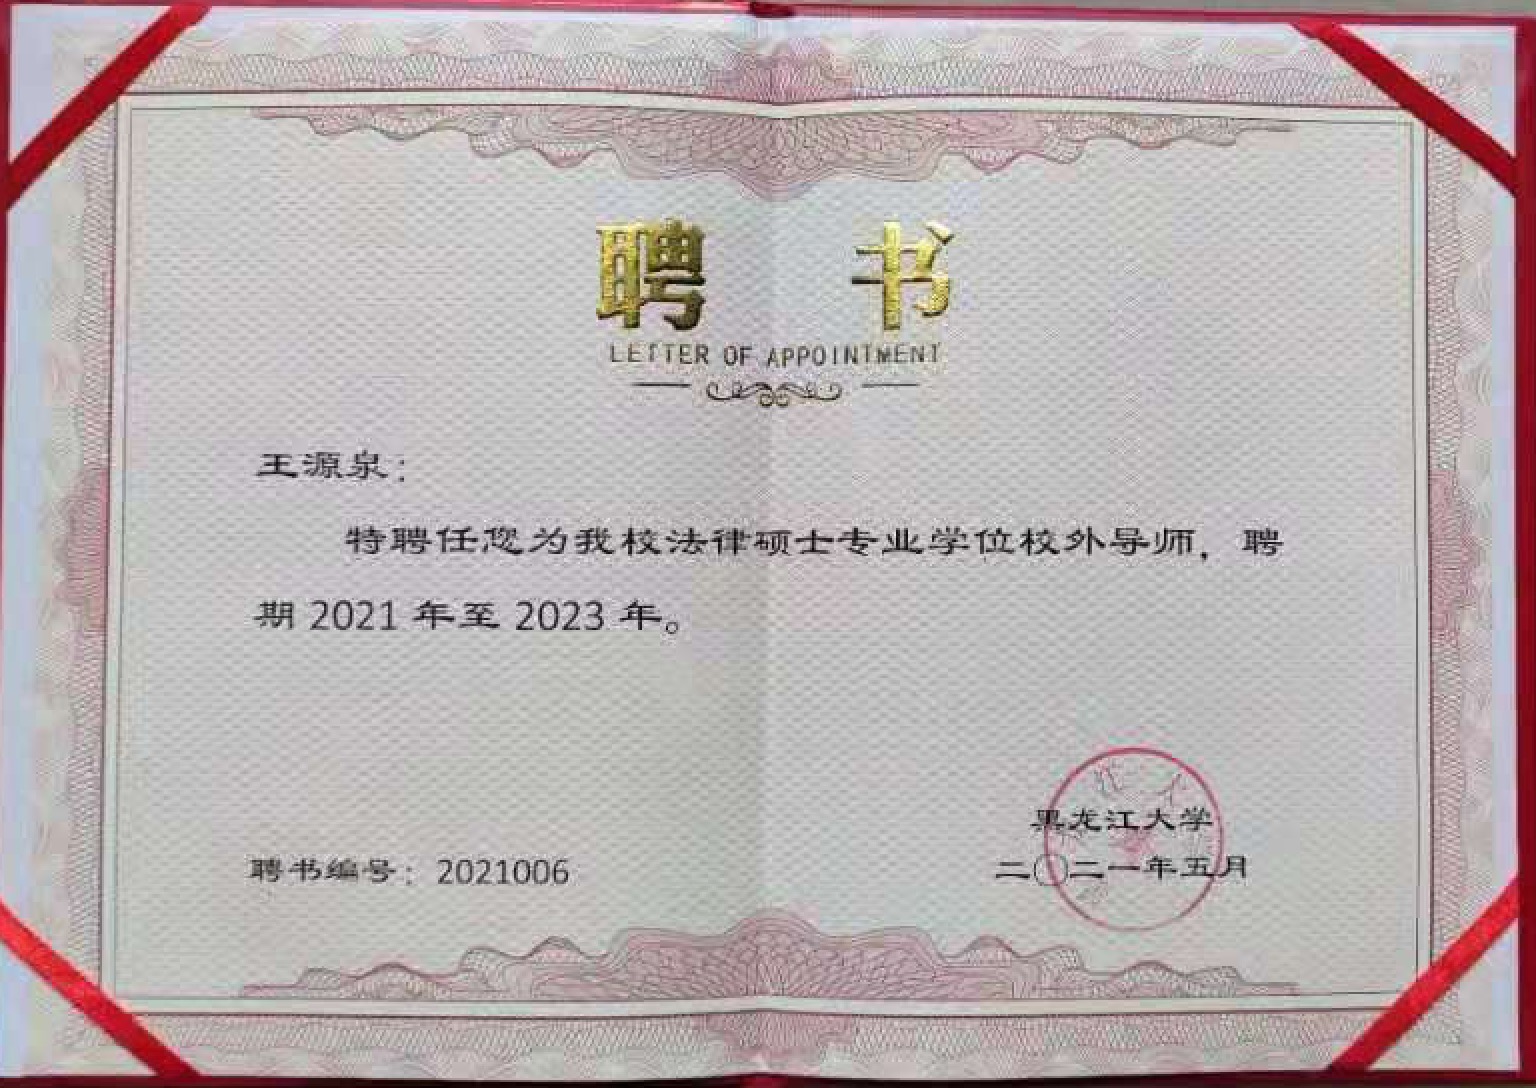 聘 书
LETTER OF APPOINTMENT
王源泉：
特聘任您为我校法律硕士专业学位校外导师，聘
期 2021 年至 2023 年。
黑龙江大学
聘书编号：2021006
二〇二一年五月